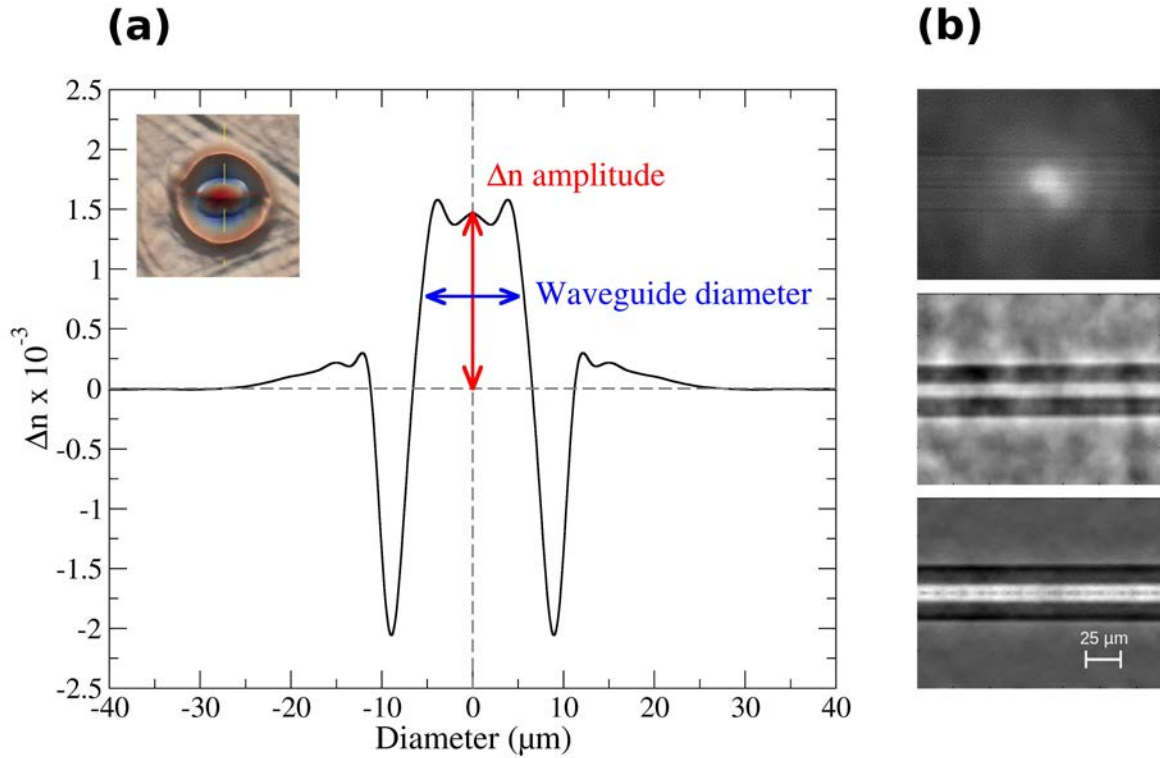 (a)
(b)
2.5
2
1.5
1
0.5
0
-0.5
-1
-1.5
-2
-2.5
Δn x 10⁻³
Δn amplitude
Waveguide diameter
-40 -30 -20 -10 0 10 20 30 40
Diameter (μm)
25 μm